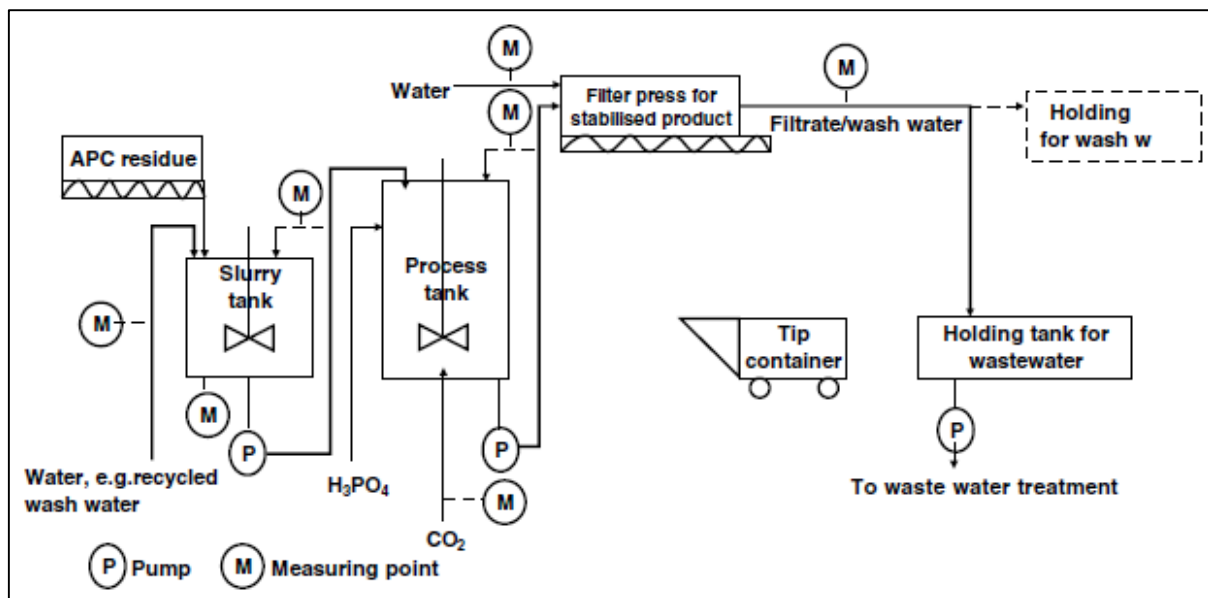 M
Water
M
Filter press for
stabilised product
M
Filtrate/wash water
Holding
for wash w
APC residue
M
Slurry
tank
Process
tank
M
Tip
container
Holding tank for
wastewater
M
P
P
P
Water, e.g.recycled
wash water
H₃PO₄
M
To waste water treatment
CO₂
P Pump
M Measuring point